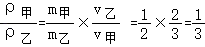 ρ甲/ρ乙 = m甲/m乙 × v乙/v甲 = 1/2 × 2/3 = 1/3